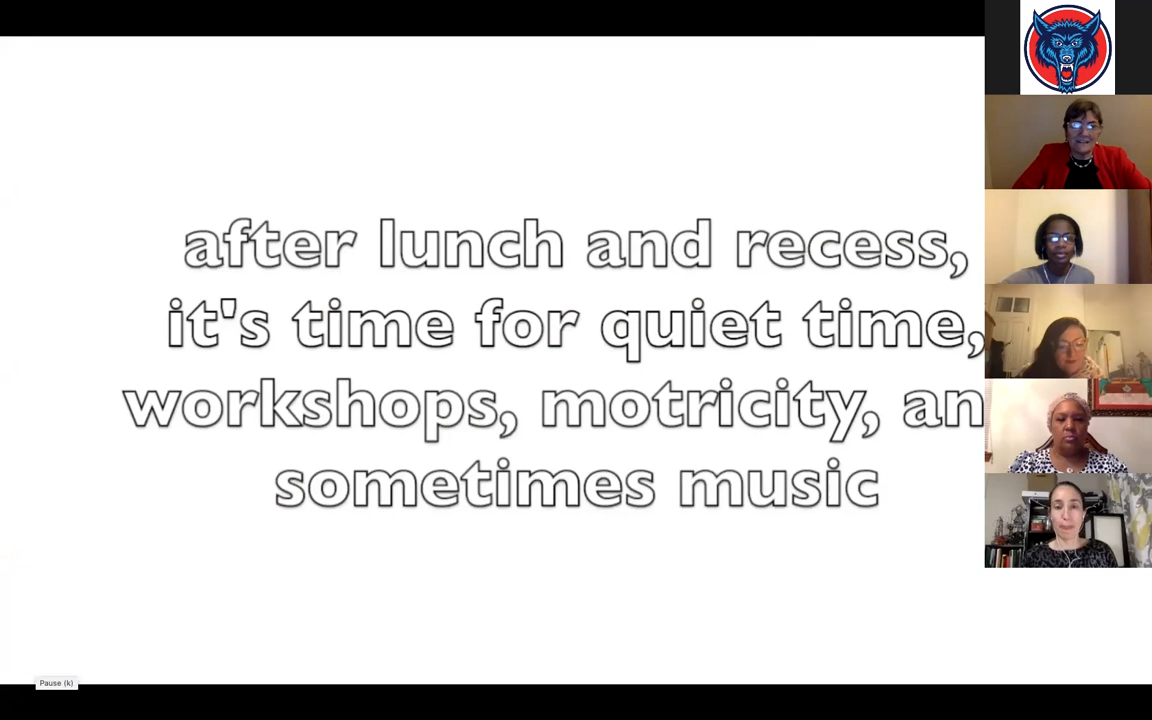 after lunch and recess,
it's time for quiet time,
workshops, motricity, an
sometimes music
Pause (k)